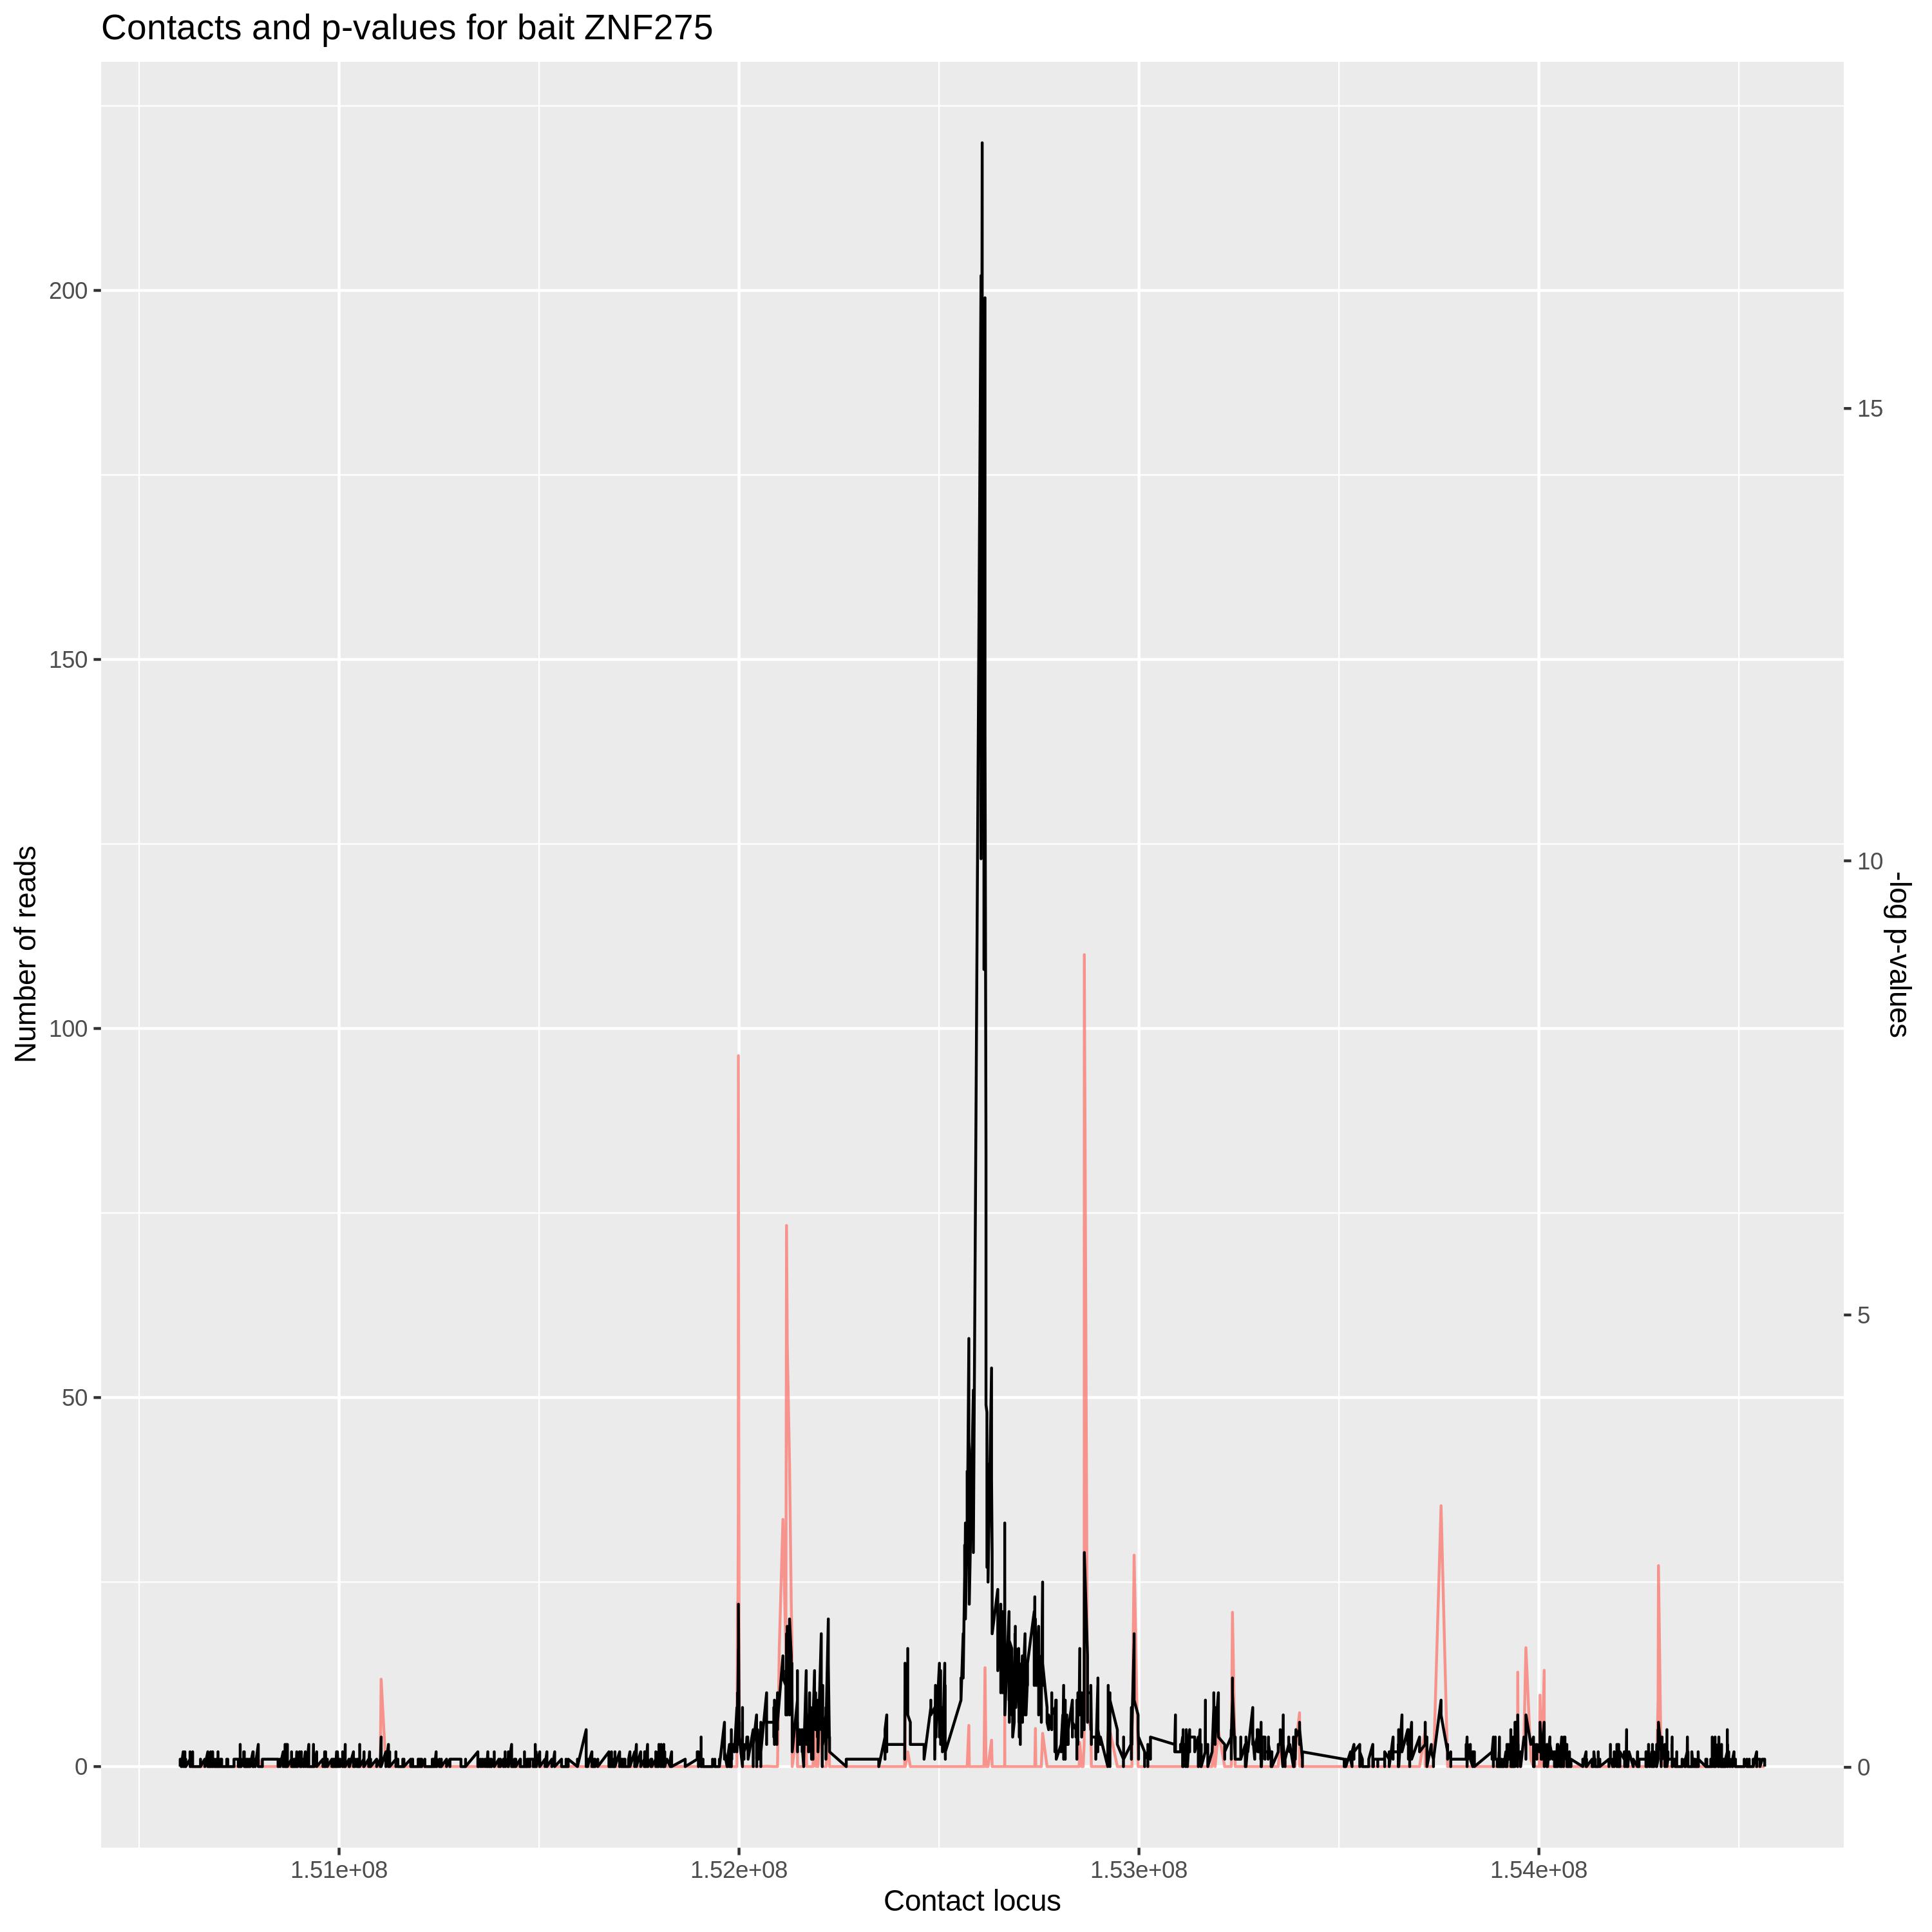 Contacts and p-values for bait ZNF275
Number of reads
200
150
100
50
0
15
10
5
0
-log p-values
1.51e+08
1.52e+08
1.53e+08
1.54e+08
Contact locus